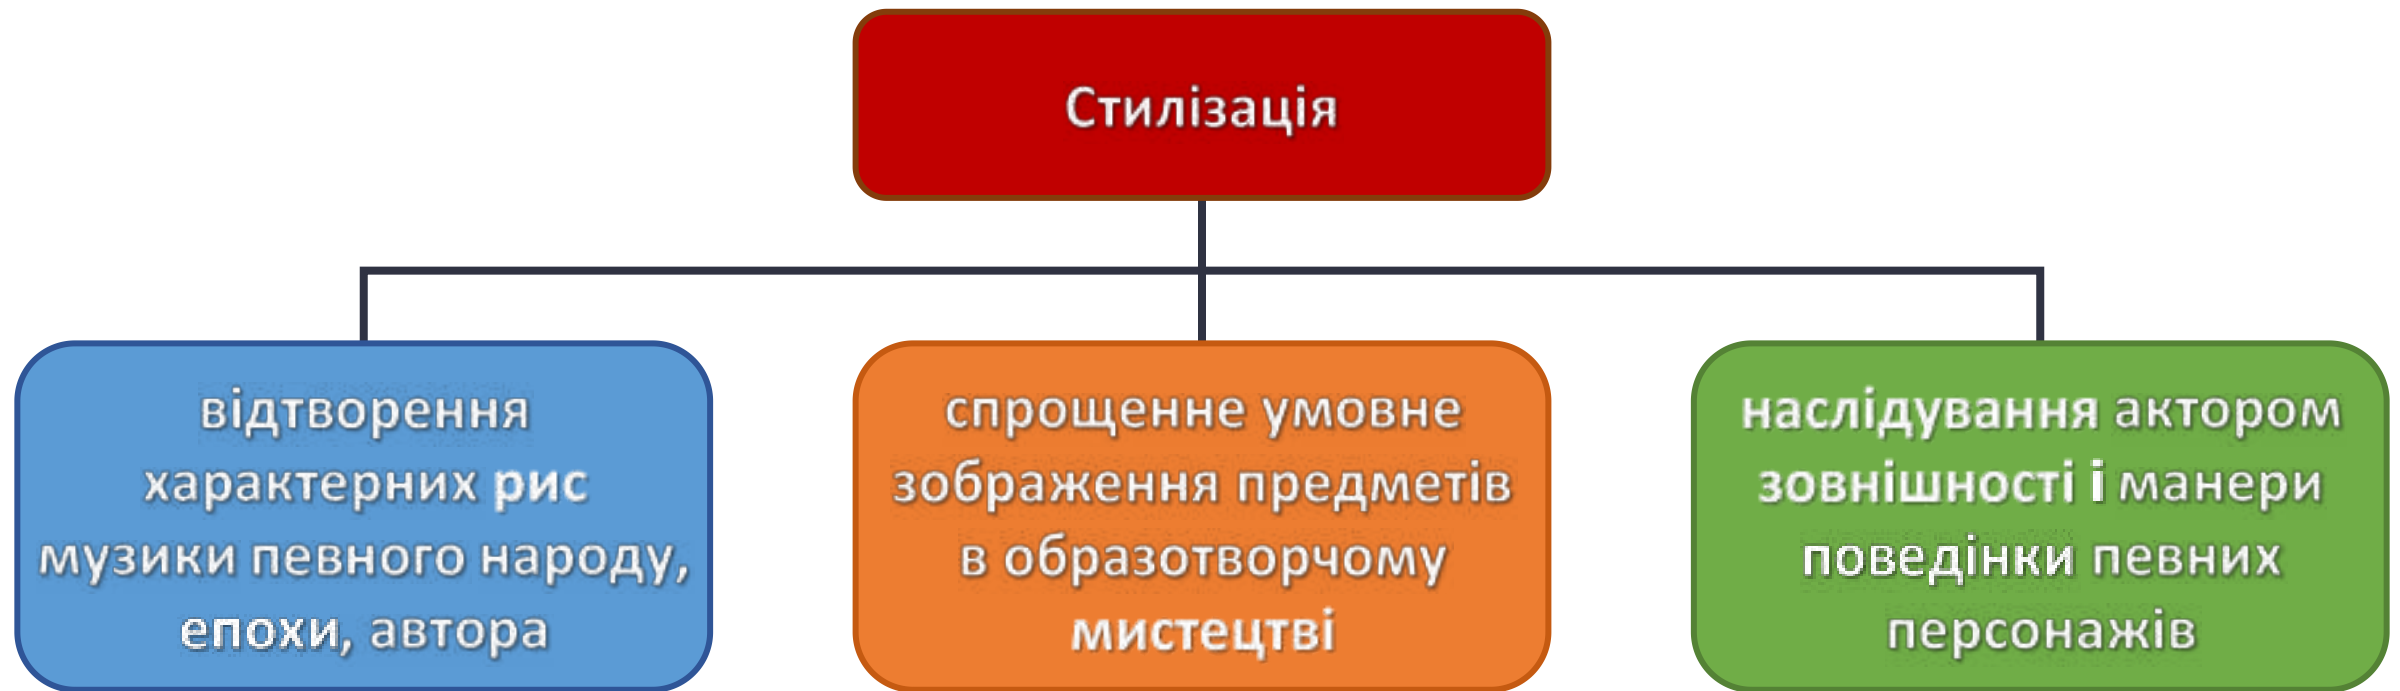 Стилізація
відтворення
характерних рис
музики певного народу,
епохи, автора
спрощенне умовне
зображення предметів
в образотворчому
мистецтві
наслідування актором
зовнішності і манери
поведінки певних
персонажів